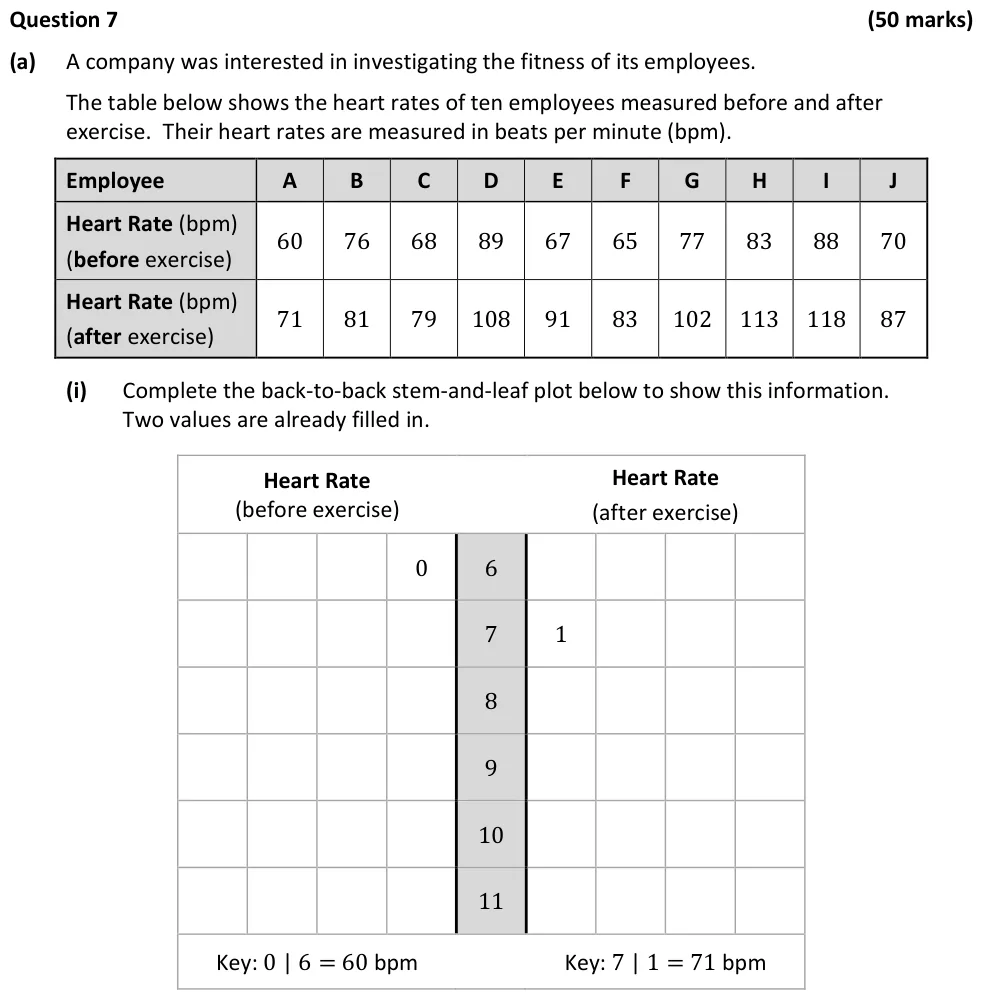 Question 7 (50 marks)
(a) A company was interested in investigating the fitness of its employees.
The table below shows the heart rates of ten employees measured before and after
exercise. Their heart rates are measured in beats per minute (bpm).
Employee A B C D E F G H I J
Heart Rate (bpm)
(before exercise) 60 76 68 89 67 65 77 83 88 70
Heart Rate (bpm)
(after exercise) 71 81 79 108 91 83 102 113 118 87
(i) Complete the back-to-back stem-and-leaf plot below to show this information.
Two values are already filled in.
Heart Rate Heart Rate
(before exercise) (after exercise)
0 6
7 1
8
9
10
11
Key: 0 | 6 = 60 bpm Key: 7 | 1 = 71 bpm